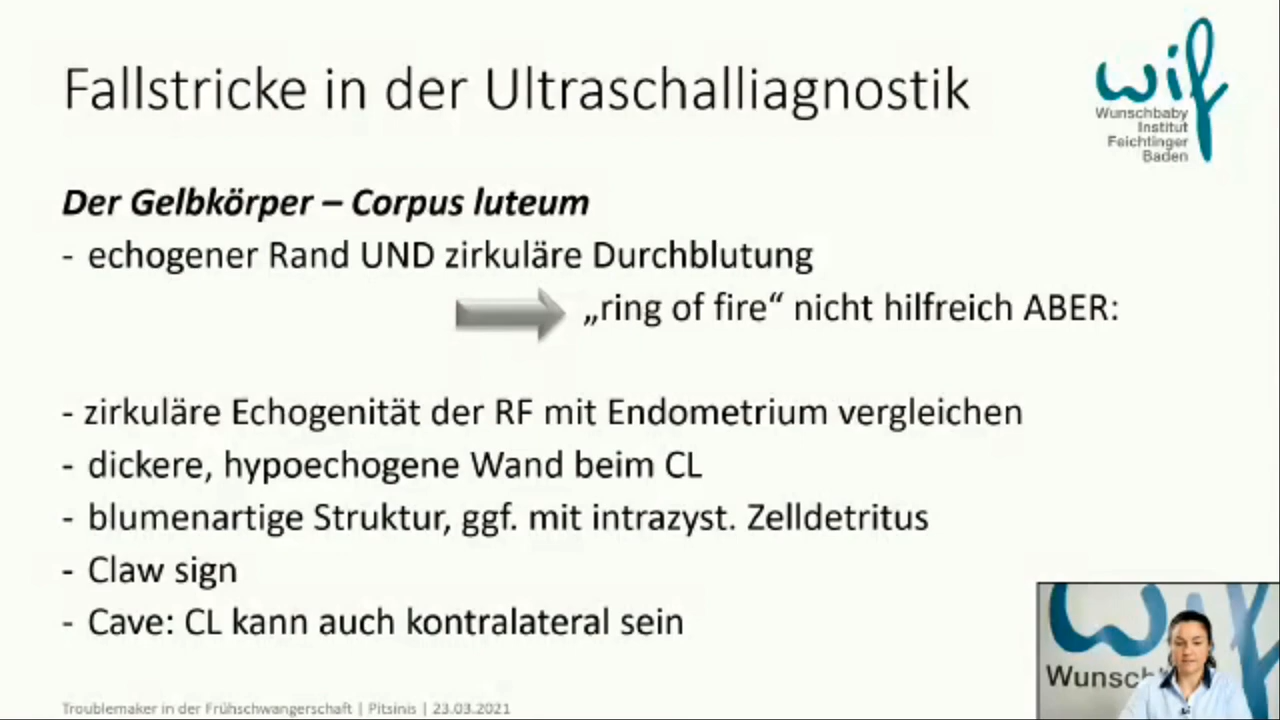 Fallstricke in der Ultraschalliagnostik
wif
Wunschbaby
Institut
Feichtinger
Baden
Der Gelbkörper – Corpus luteum
- echogener Rand UND zirkuläre Durchblutung
„ring of fire“ nicht hilfreich ABER:
- zirkuläre Echogenität der RF mit Endometrium vergleichen
- dickere, hypoechogene Wand beim CL
- blumenartige Struktur, ggf. mit intrazyst. Zelldetritus
- Claw sign
- Cave: CL kann auch kontralateral sein
Wunsch
Troublemaker in der Frühschwangerschaft | Pitsinis | 23.03.2021